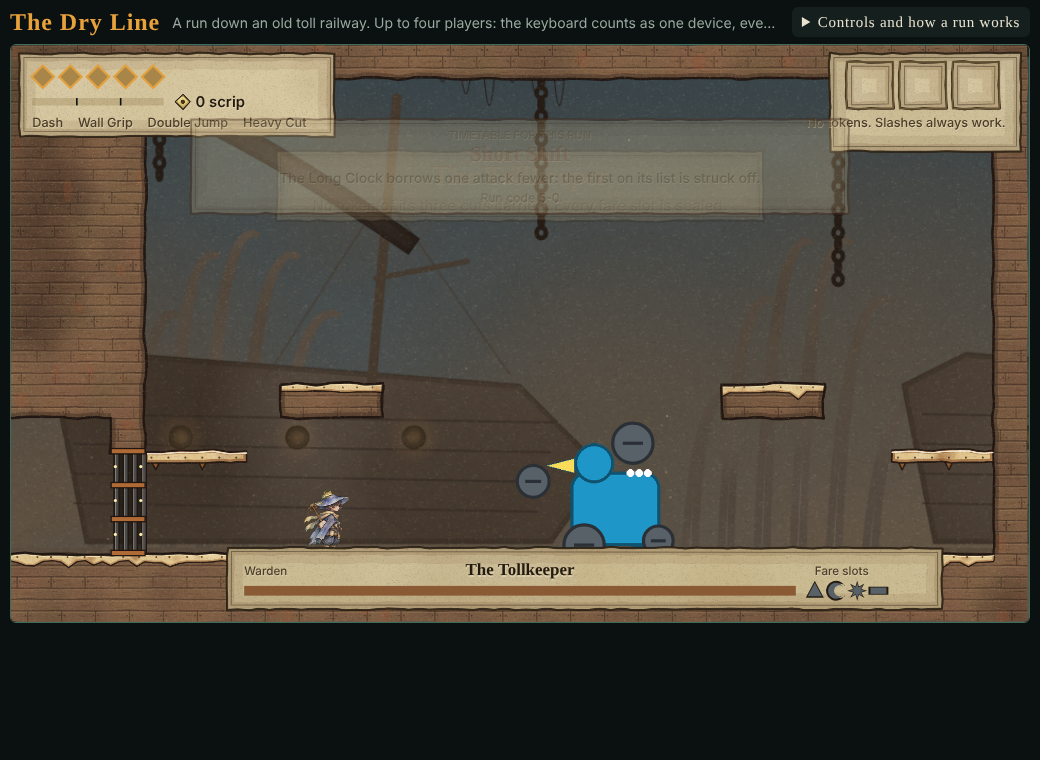 The Dry Line
A run down an old toll railway. Up to four players: the keyboard counts as one device, eve...
Controls and how a run works
0 scrip
Dash Wall Grip Double Jump Heavy Cut
No tokens. Slashes always work.
Short Shift
The Long Clock borrows one attack fewer: the first on its list is struck off.
Run code
Warden
The Tollkeeper
Fare slots